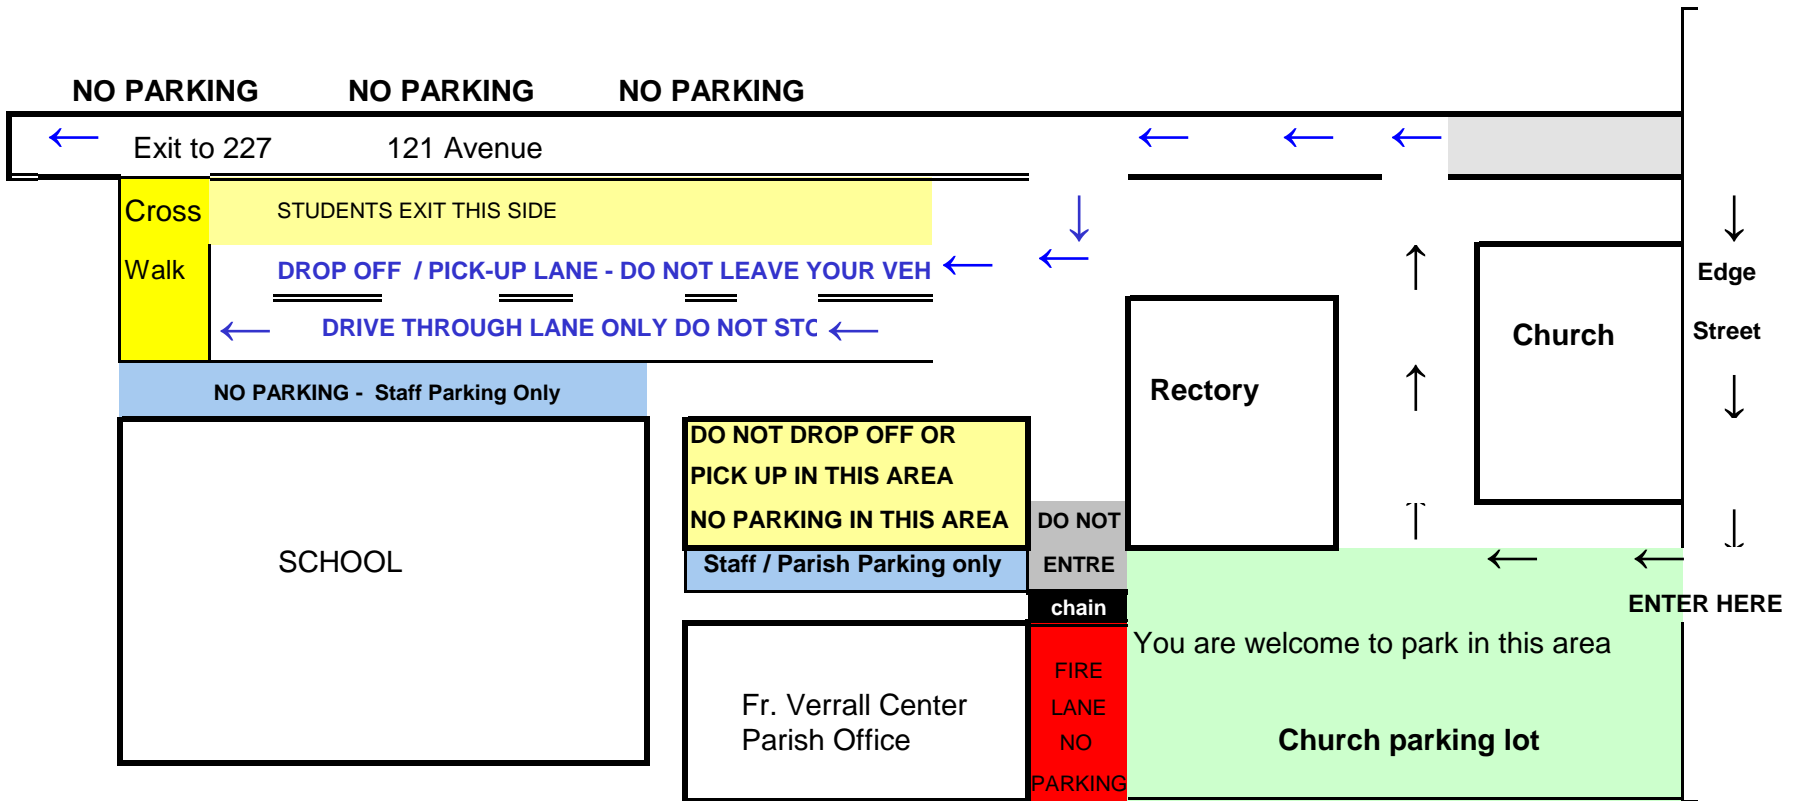 NO PARKING NO PARKING NO PARKING
Exit to 227 121 Avenue
Cross
Walk
STUDENTS EXIT THIS SIDE
DROP OFF / PICK-UP LANE - DO NOT LEAVE YOUR VEH
DRIVE THROUGH LANE ONLY DO NOT STO
NO PARKING - Staff Parking Only
SCHOOL
DO NOT DROP OFF OR
PICK UP IN THIS AREA
NO PARKING IN THIS AREA
Staff / Parish Parking only
Fr. Verrall Center
Parish Office
DO NOT
ENTRE
chain
FIRE
LANE
NO
PARKING
Rectory
Church
Edge
Street
ENTER HERE
You are welcome to park in this area
Church parking lot